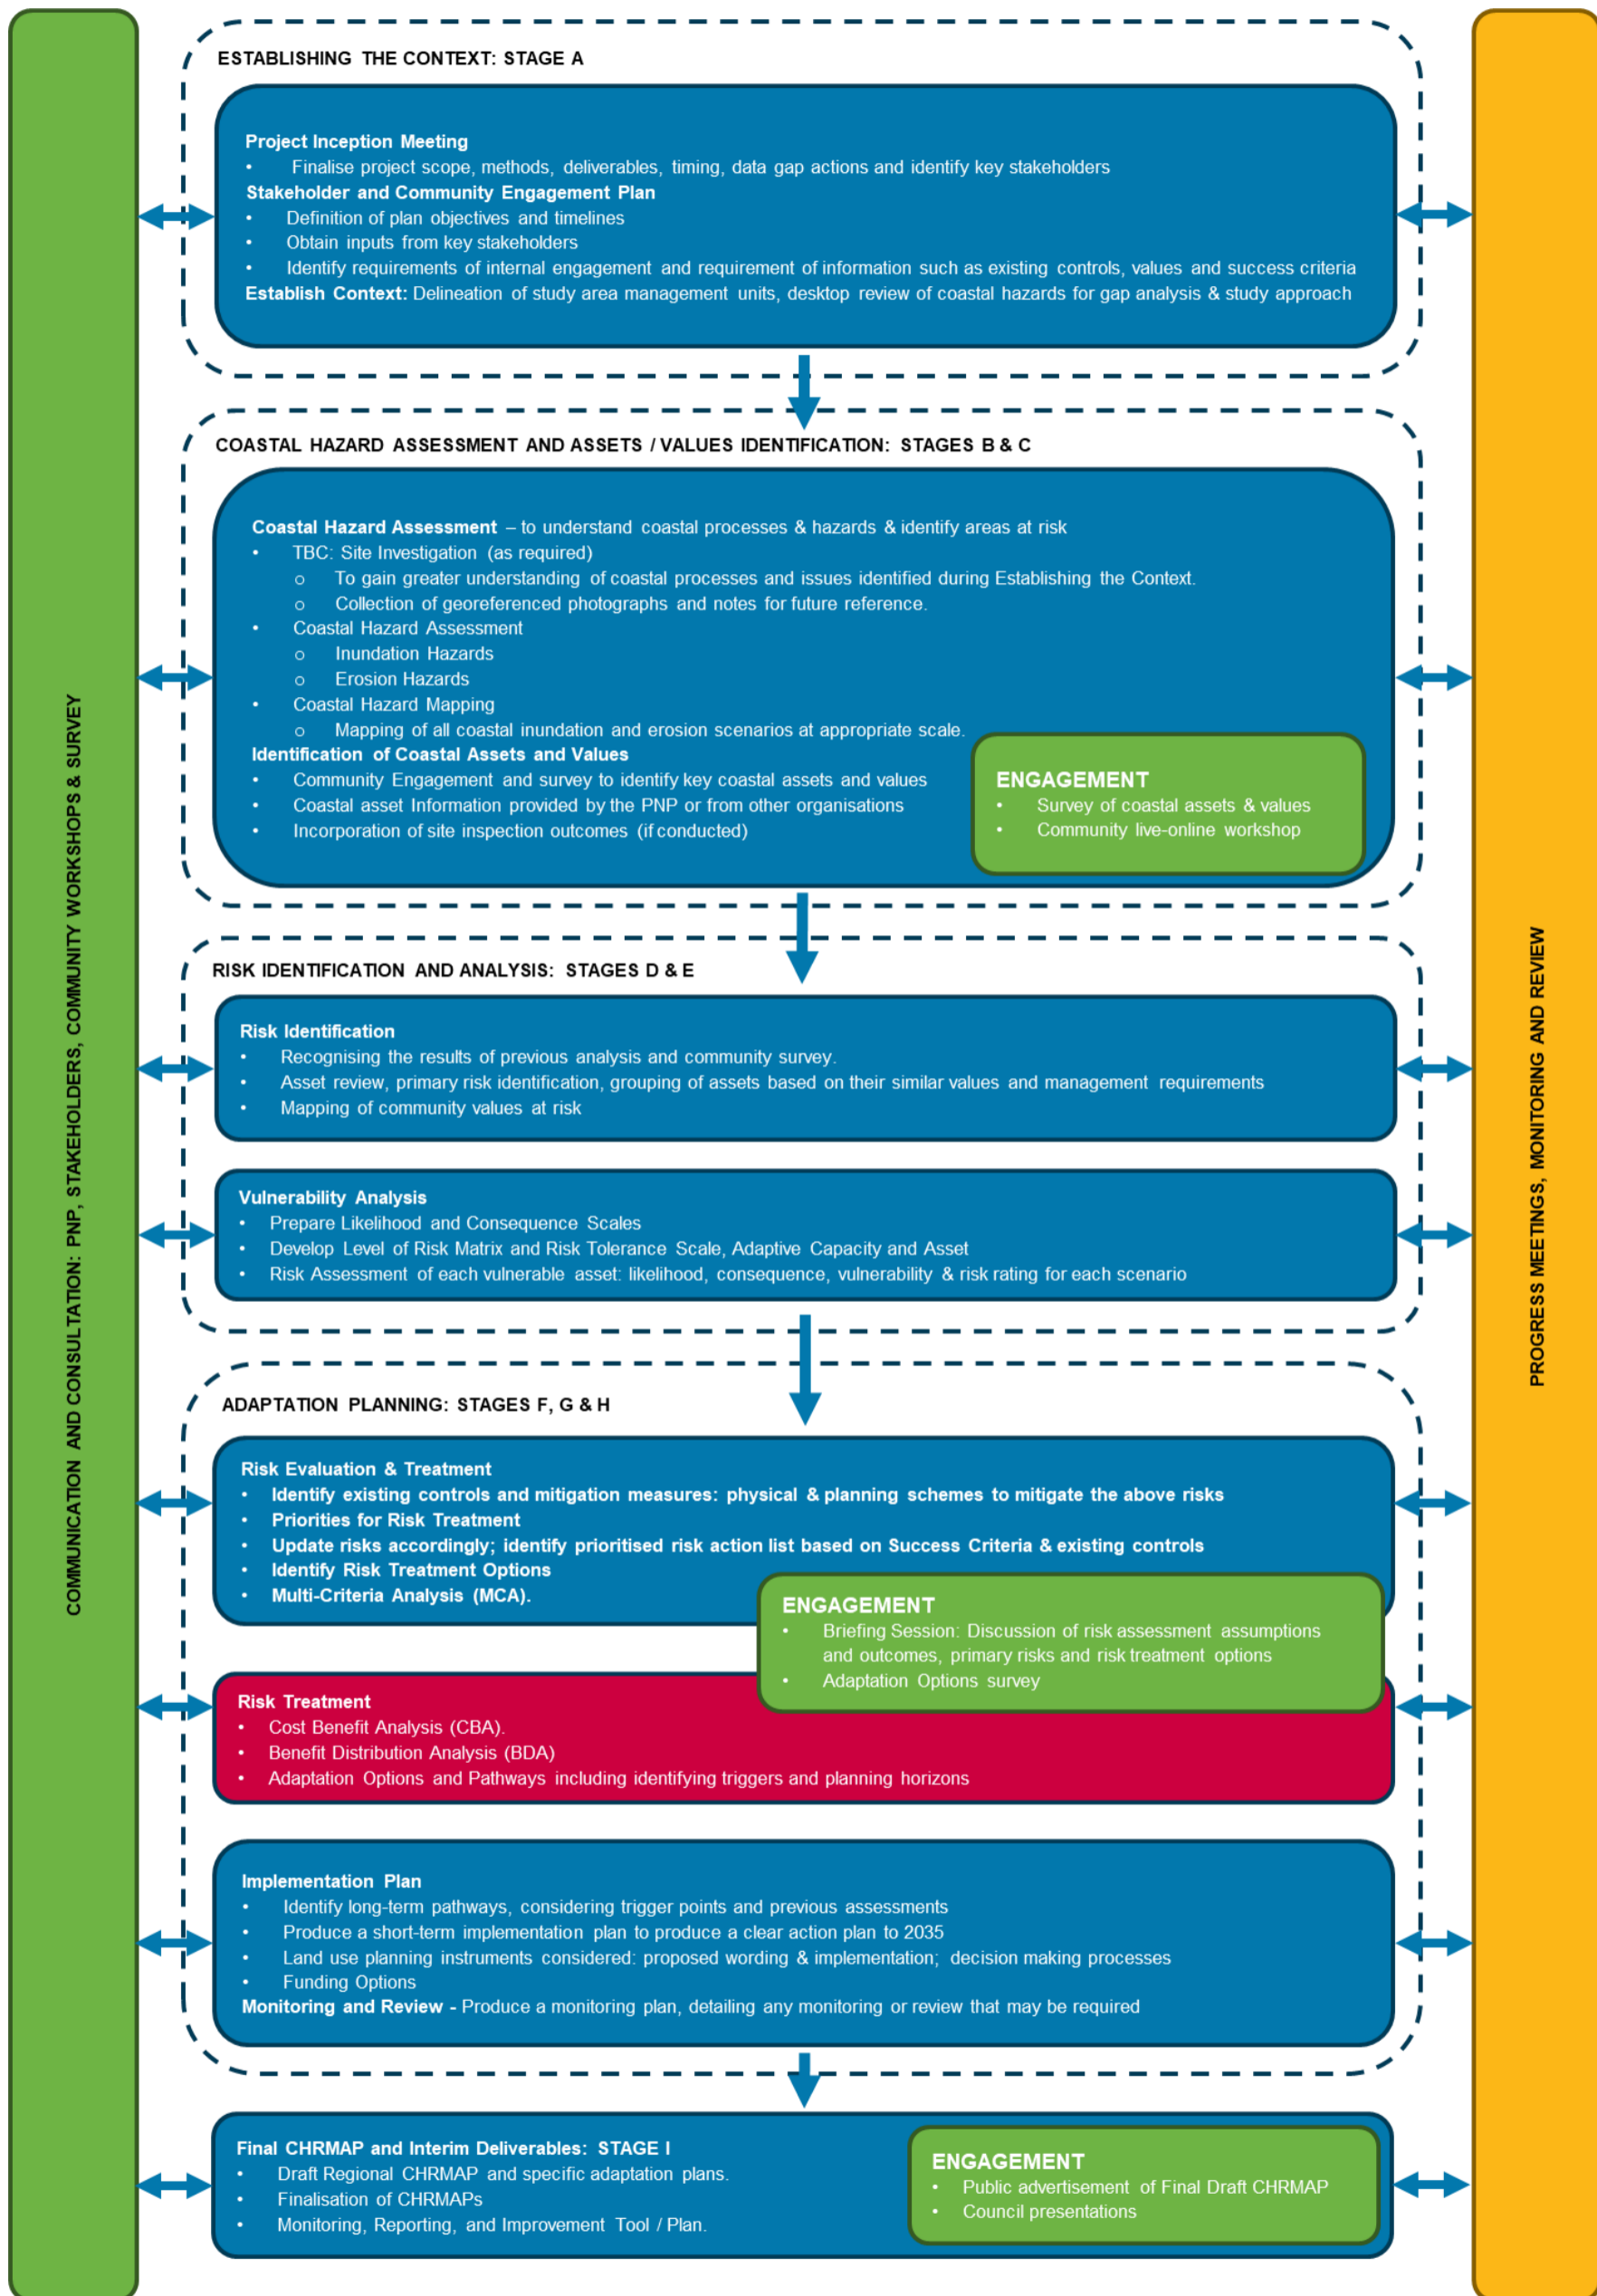 COMMUNICATION AND CONSULTATION: PNP, STAKEHOLDERS, COMMUNITY WORKSHOPS & SURVEY
ESTABLISHING THE CONTEXT: STAGE A
Project Inception Meeting
• Finalise project scope, methods, deliverables, timing, data gap actions and identify key stakeholders
Stakeholder and Community Engagement Plan
• Definition of plan objectives and timelines
• Obtain inputs from key stakeholders
• Identify requirements of internal engagement and requirement of information such as existing controls, values and success criteria
Establish Context: Delineation of study area management units, desktop review of coastal hazards for gap analysis & study approach
COASTAL HAZARD ASSESSMENT AND ASSETS / VALUES IDENTIFICATION: STAGES B & C
Coastal Hazard Assessment – to understand coastal processes & hazards & identify areas at risk
• TBC: Site Investigation (as required)
o To gain greater understanding of coastal processes and issues identified during Establishing the Context.
o Collection of georeferenced photographs and notes for future reference.
• Coastal Hazard Assessment
o Inundation Hazards
o Erosion Hazards
• Coastal Hazard Mapping
o Mapping of all coastal inundation and erosion scenarios at appropriate scale.
Identification of Coastal Assets and Values
• Community Engagement and survey to identify key coastal assets and values
• Coastal asset Information provided by the PNP or from other organisations
• Incorporation of site inspection outcomes (if conducted)
ENGAGEMENT
• Survey of coastal assets & values
• Community live-online workshop
RISK IDENTIFICATION AND ANALYSIS: STAGES D & E
Risk Identification
• Recognising the results of previous analysis and community survey.
• Asset review, primary risk identification, grouping of assets based on their similar values and management requirements
• Mapping of community values at risk
Vulnerability Analysis
• Prepare Likelihood and Consequence Scales
• Develop Level of Risk Matrix and Risk Tolerance Scale, Adaptive Capacity and Asset
• Risk Assessment of each vulnerable asset: likelihood, consequence, vulnerability & risk rating for each scenario
ADAPTATION PLANNING: STAGES F, G & H
Risk Evaluation & Treatment
• Identify existing controls and mitigation measures: physical & planning schemes to mitigate the above risks
• Priorities for Risk Treatment
• Update risks accordingly; identify prioritised risk action list based on Success Criteria & existing controls
• Identify Risk Treatment Options
• Multi-Criteria Analysis (MCA).
ENGAGEMENT
• Briefing Session: Discussion of risk assessment assumptions
and outcomes, primary risks and risk treatment options
• Adaptation Options survey
Risk Treatment
• Cost Benefit Analysis (CBA).
• Benefit Distribution Analysis (BDA)
• Adaptation Options and Pathways including identifying triggers and planning horizons
Implementation Plan
• Identify long-term pathways, considering trigger points and previous assessments
• Produce a short-term implementation plan to produce a clear action plan to 2035
• Land use planning instruments considered: proposed wording & implementation; decision making processes
• Funding Options
Monitoring and Review - Produce a monitoring plan, detailing any monitoring or review that may be required
Final CHRMAP and Interim Deliverables: STAGE I
• Draft Regional CHRMAP and specific adaptation plans.
• Finalisation of CHRMAPs
• Monitoring, Reporting, and Improvement Tool / Plan.
ENGAGEMENT
• Public advertisement of Final Draft CHRMAP
• Council presentations
PROGRESS MEETINGS, MONITORING AND REVIEW